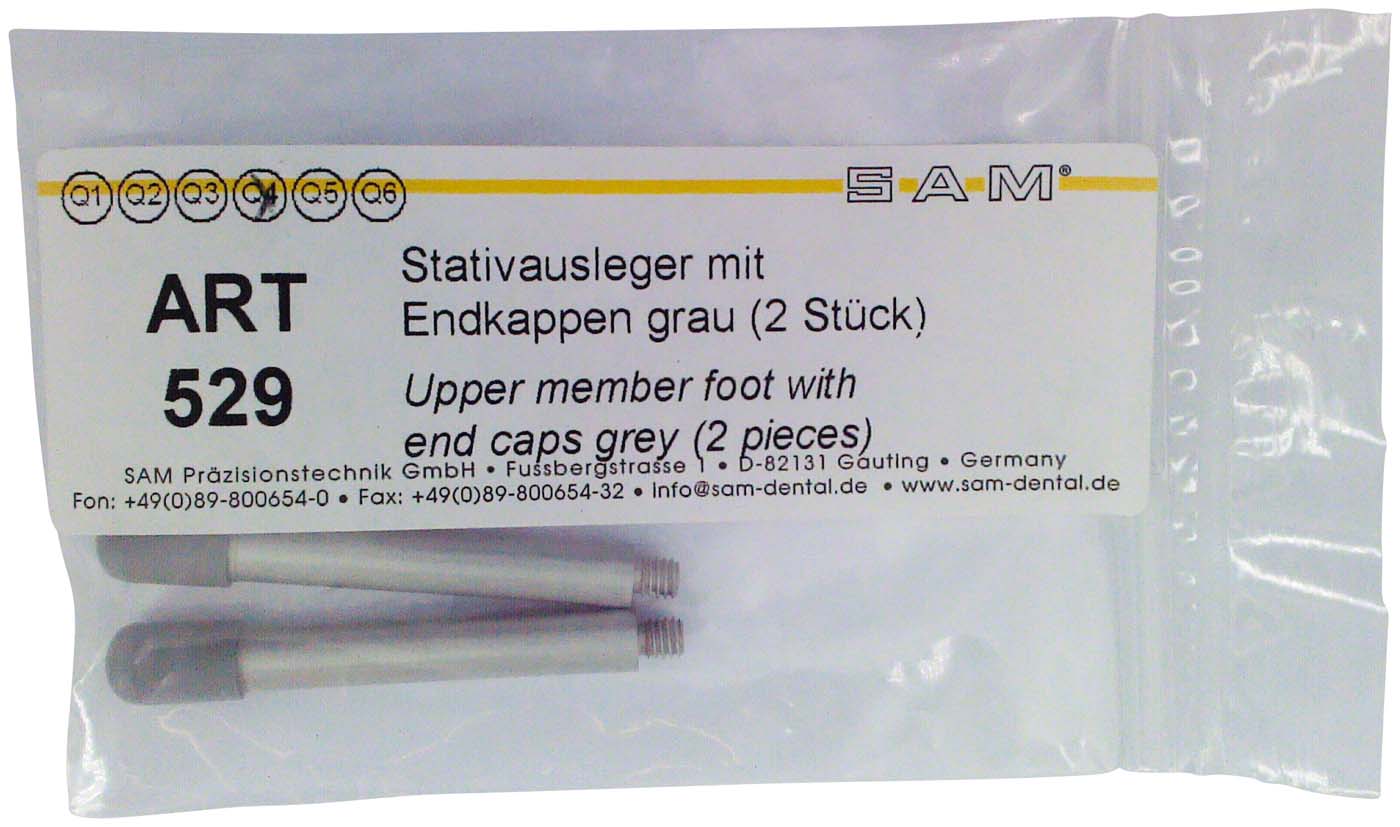 Q1 Q2 Q3 Q4 Q5 Q6
SAM®
ART
529
Stativausleger mit
Endkappen grau (2 Stück)
Upper member foot with
end caps grey (2 pieces)
SAM Präzisionstechnik GmbH • Fussbergstrasse 1 • D-82131 Gauting • Germany
Fon: +49(0)89-800654-0 • Fax: +49(0)89-800654-32 • info@sam-dental.de • www.sam-dental.de